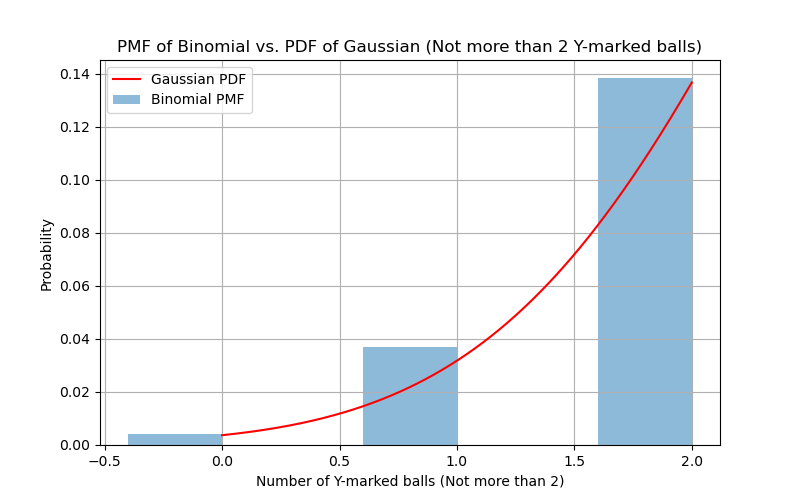 PMF of Binomial vs. PDF of Gaussian (Not more than 2 Y-marked balls)
Gaussian PDF
Binomial PMF
Probability
0.14
0.12
0.10
0.08
0.06
0.04
0.02
0.00
−0.5 0.0 0.5 1.0 1.5 2.0
Number of Y-marked balls (Not more than 2)